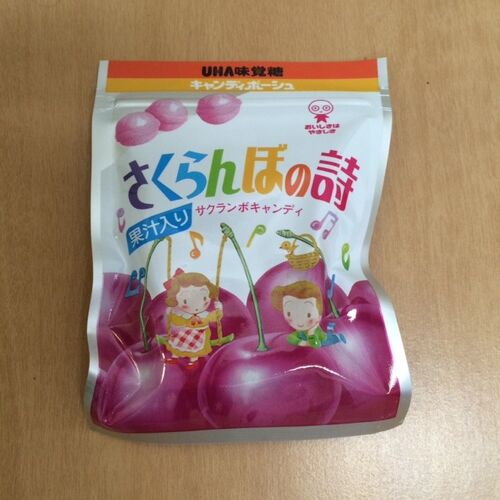 UHA味覚糖
キャンディポーシュ
おいしさは
やさしさ
さくらんぼの詩
果汁入り
サクランボキャンディ